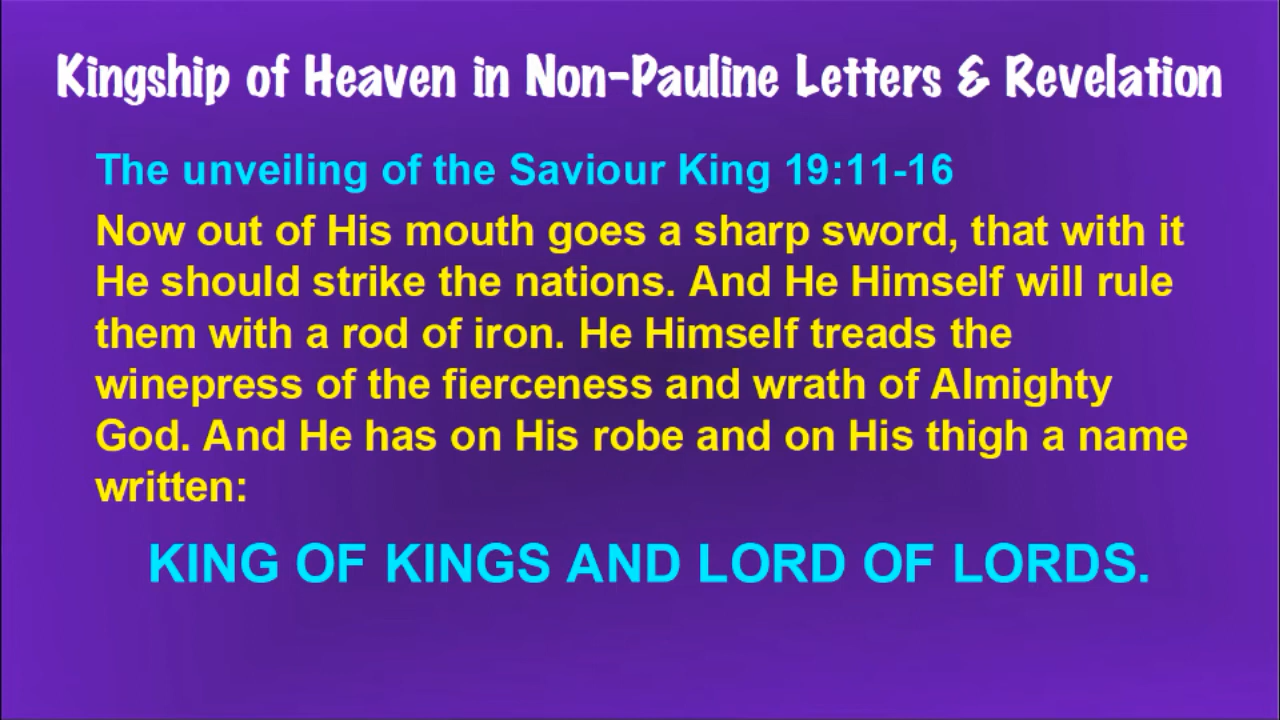 Kingship of Heaven in Non-Pauline Letters & Revelation
The unveiling of the Saviour King 19:11-16
Now out of His mouth goes a sharp sword, that with it
He should strike the nations. And He Himself will rule
them with a rod of iron. He Himself treads the
winepress of the fierceness and wrath of Almighty
God. And He has on His robe and on His thigh a name
written:
KING OF KINGS AND LORD OF LORDS.